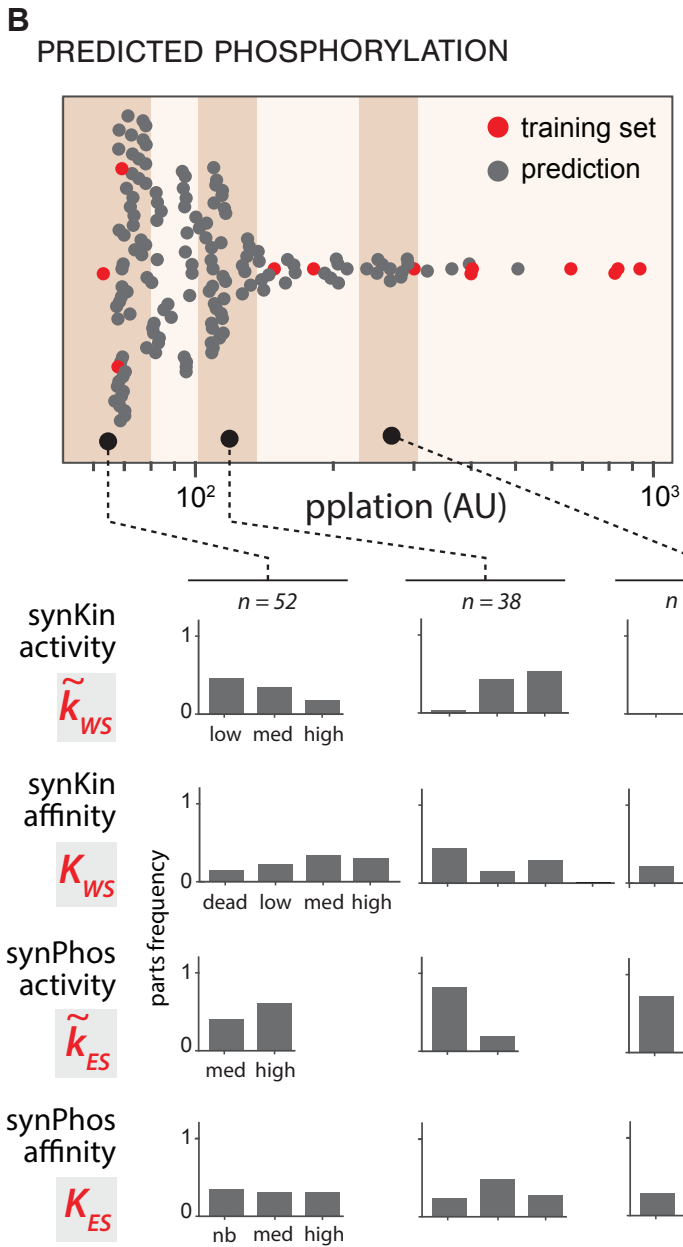 B
PREDICTED PHOSPHORYLATION
training set
prediction
10² 10³
pplation (AU)
n = 52 n = 38 n
synKin
activity
k̃WS
1
0
low med high
synKin
affinity
KWS
1
0
dead low med high
parts frequency
synPhos
activity
k̃ES
1
0
med high
synPhos
affinity
KES
1
0
nb med high